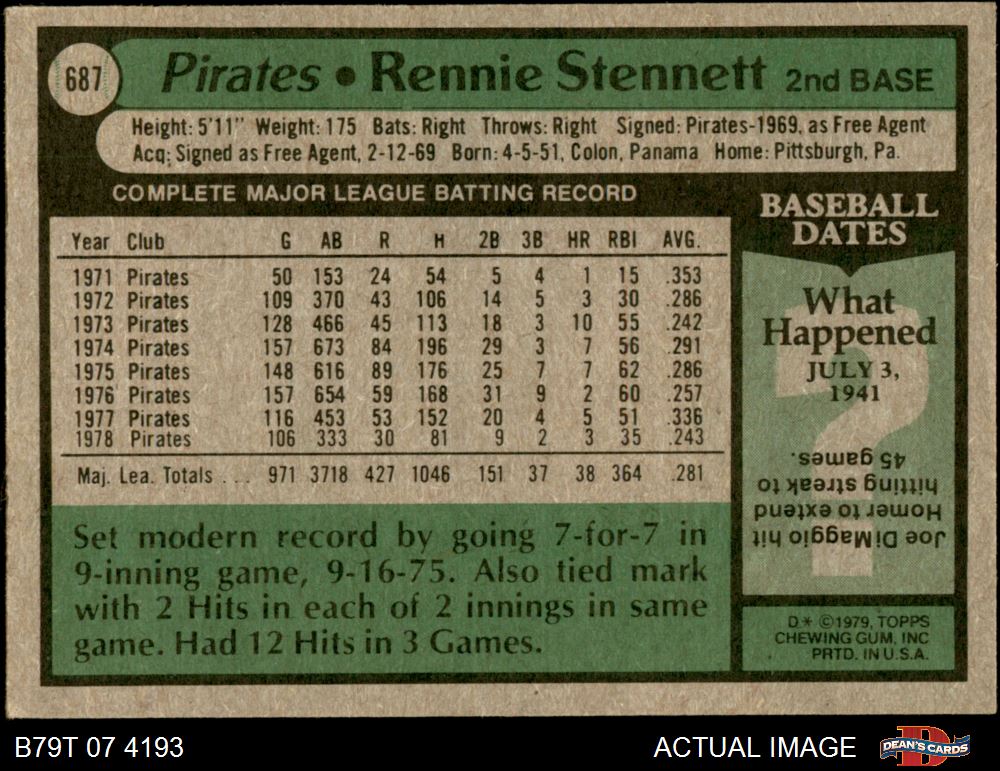 687
Pirates • Rennie Stennett 2nd BASE
Height: 5'11" Weight: 175 Bats: Right Throws: Right Signed: Pirates-1969, as Free Agent
Acq: Signed as Free Agent, 2-12-69 Born: 4-5-51, Colon, Panama Home: Pittsburgh, Pa.
COMPLETE MAJOR LEAGUE BATTING RECORD
Year Club G AB R H 2B 3B HR RBI AVG.
1971 Pirates 50 153 24 54 5 4 1 15 .353
1972 Pirates 109 370 43 106 14 5 3 30 .286
1973 Pirates 128 466 45 113 18 3 10 55 .242
1974 Pirates 157 673 84 196 29 3 7 56 .291
1975 Pirates 148 616 89 176 25 7 7 62 .286
1976 Pirates 157 654 59 168 31 9 2 60 .257
1977 Pirates 116 453 53 152 20 4 5 51 .336
1978 Pirates 106 333 30 81 9 2 3 35 .243
Maj. Lea. Totals ... 971 3718 427 1046 151 37 38 364 .281
Set modern record by going 7-for-7 in
9-inning game, 9-16-75. Also tied mark
with 2 Hits in each of 2 innings in same
game. Had 12 Hits in 3 Games.
BASEBALL
DATES
What
Happened
JULY 3,
1941
?
Joe DiMaggio hit
Homer to extend
hitting streak to
45 games.
D.* ©1979, TOPPS
CHEWING GUM, INC
PRTD. IN U.S.A.
B79T 07 4193
ACTUAL IMAGE
D
DEAN'S CARDS